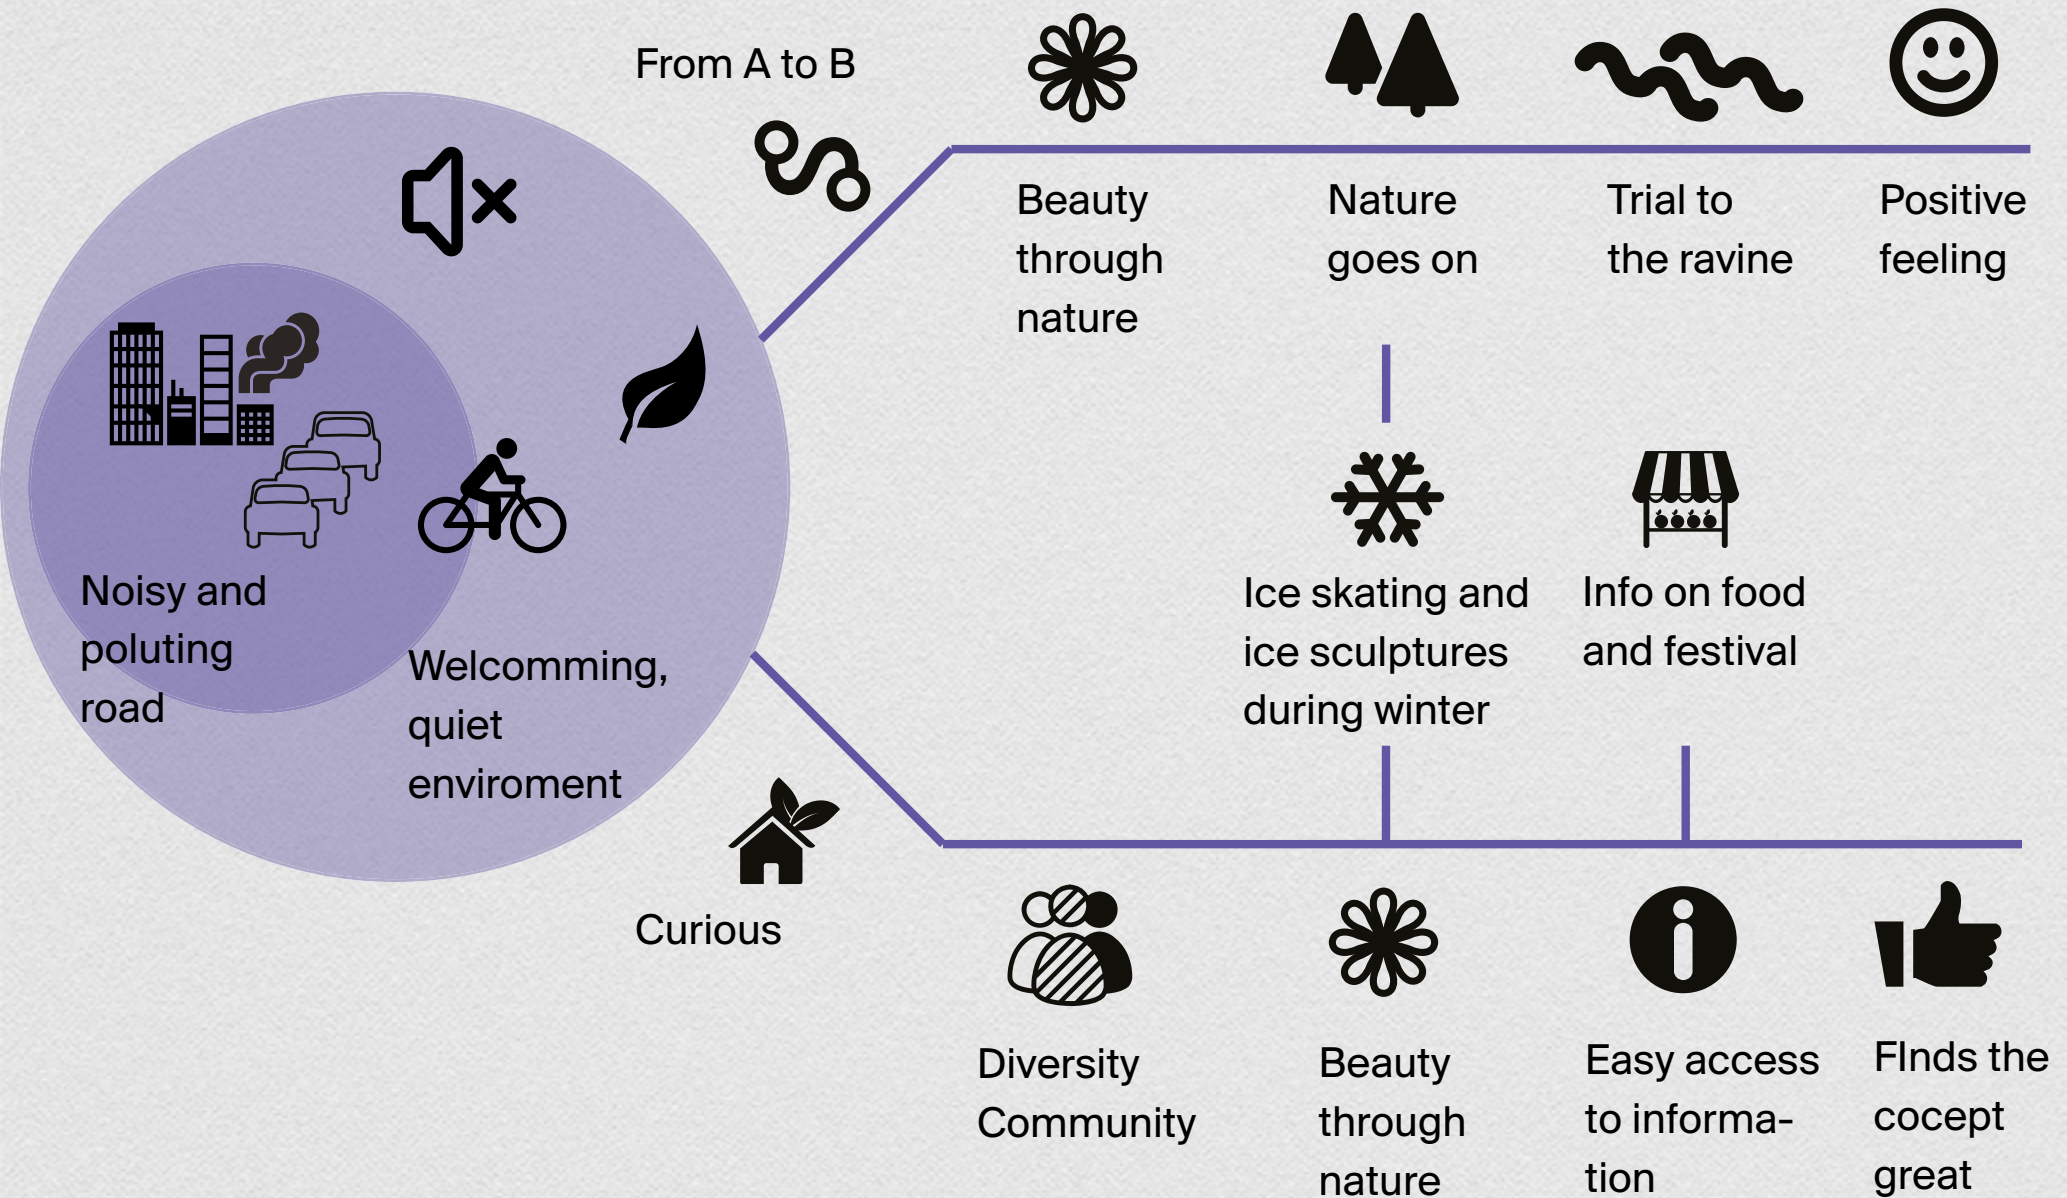 From A to B
Beauty
through
nature
Nature
goes on
Trial to
the ravine
Positive
feeling
Noisy and
poluting
road
Welcomming,
quiet
enviroment
Ice skating and
ice sculptures
during winter
Info on food
and festival
Curious
Diversity
Community
Beauty
through
nature
Easy access
to informa-
tion
FInds the
cocept
great